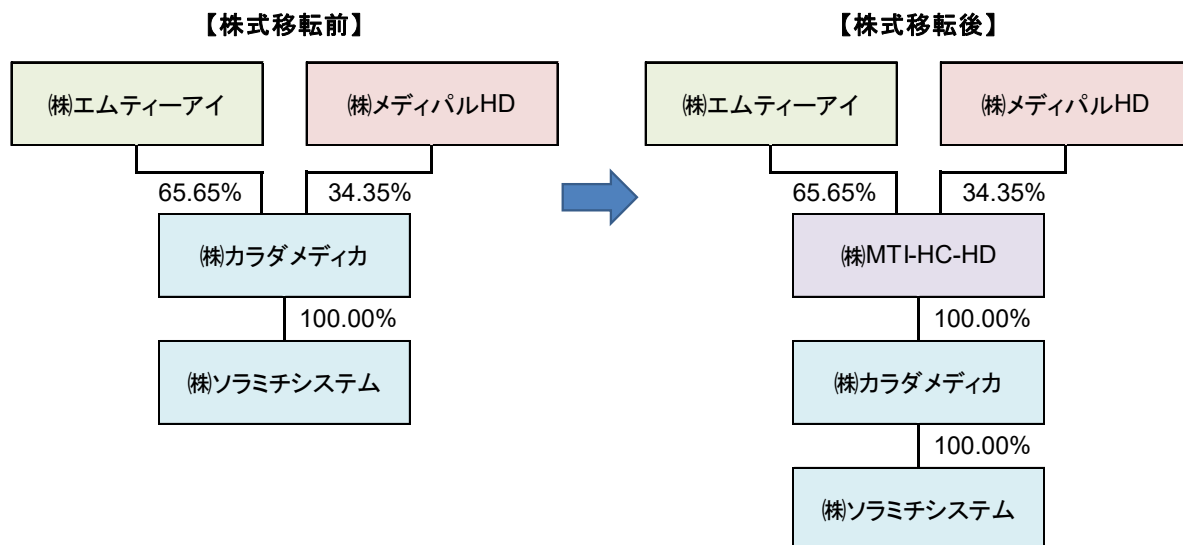 【株式移転前】
㈱エムティーアイ
㈱メディパルHD
65.65%
34.35%
㈱カラダメディカ
100.00%
㈱ソラミチシステム
【株式移転後】
㈱エムティーアイ
㈱メディパルHD
65.65%
34.35%
㈱MTI-HC-HD
100.00%
㈱カラダメディカ
100.00%
㈱ソラミチシステム